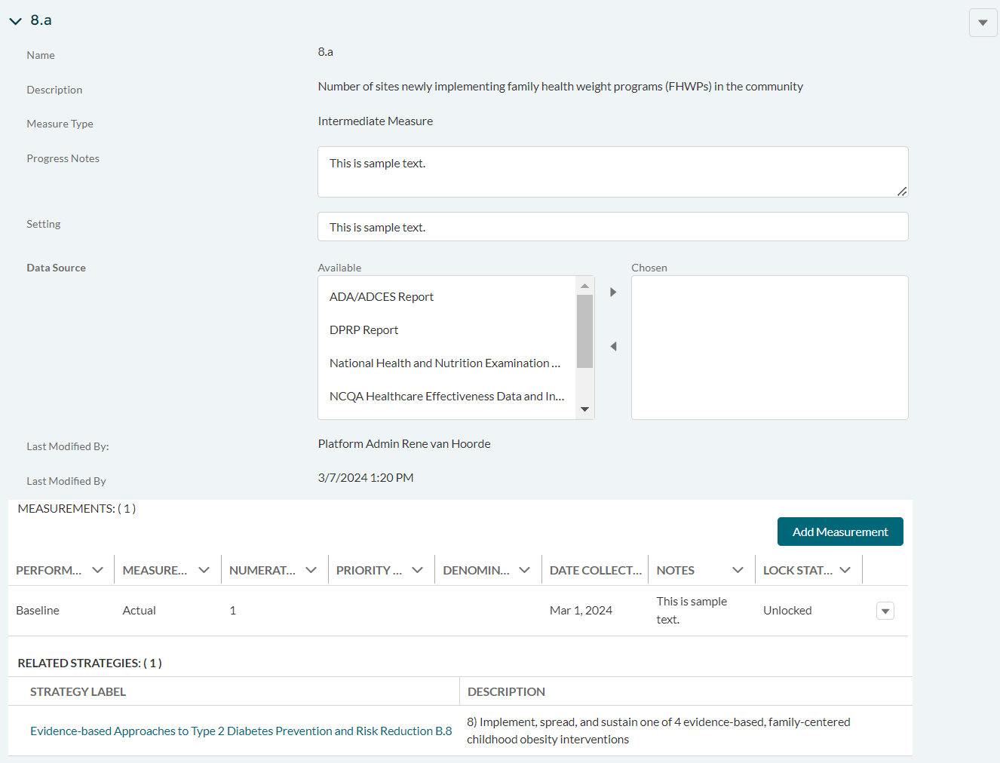 8.a
Name
8.a
Description
Number of sites newly implementing family health weight programs (FHWPs) in the community
Measure Type
Intermediate Measure
Progress Notes
This is sample text.
Setting
This is sample text.
Data Source
Available
Chosen
ADA/ADCES Report
DPRP Report
National Health and Nutrition Examination ...
NCQA Healthcare Effectiveness Data and In...
Last Modified By:
Platform Admin Rene van Hoorde
Last Modified By
3/7/2024 1:20 PM
MEASUREMENTS: ( 1 )
Add Measurement
PERFORM... MEASURE... NUMERAT... PRIORITY ... DENOMIN... DATE COLLECT... NOTES LOCK STAT...
Baseline Actual 1 Mar 1, 2024 This is sample Unlocked
text.
RELATED STRATEGIES: ( 1 )
STRATEGY LABEL DESCRIPTION
Evidence-based Approaches to Type 2 Diabetes Prevention and Risk Reduction B.8
8) Implement, spread, and sustain one of 4 evidence-based, family-centered
childhood obesity interventions